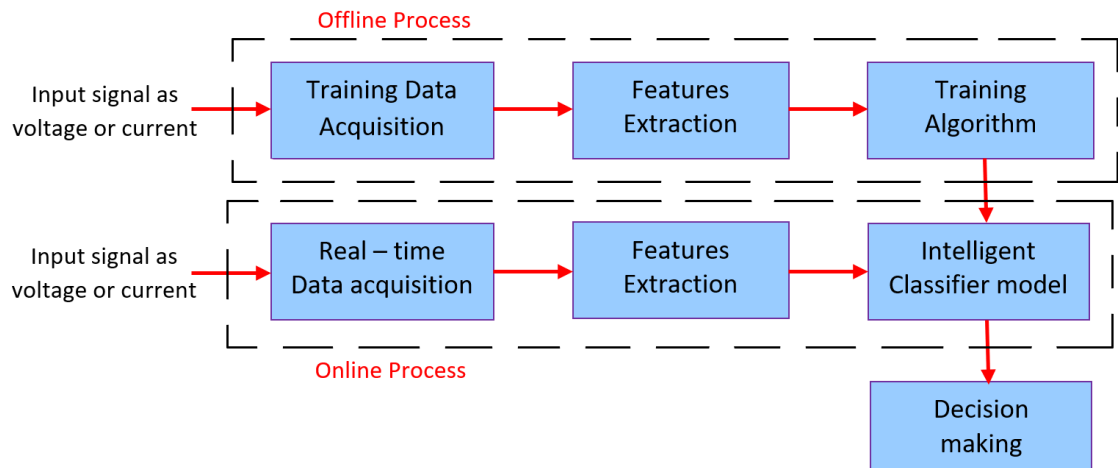 Offline Process
Input signal as
voltage or current
Training Data
Acquisition
Features
Extraction
Training
Algorithm
Input signal as
voltage or current
Real – time
Data acquisition
Features
Extraction
Intelligent
Classifier model
Online Process
Decision
making